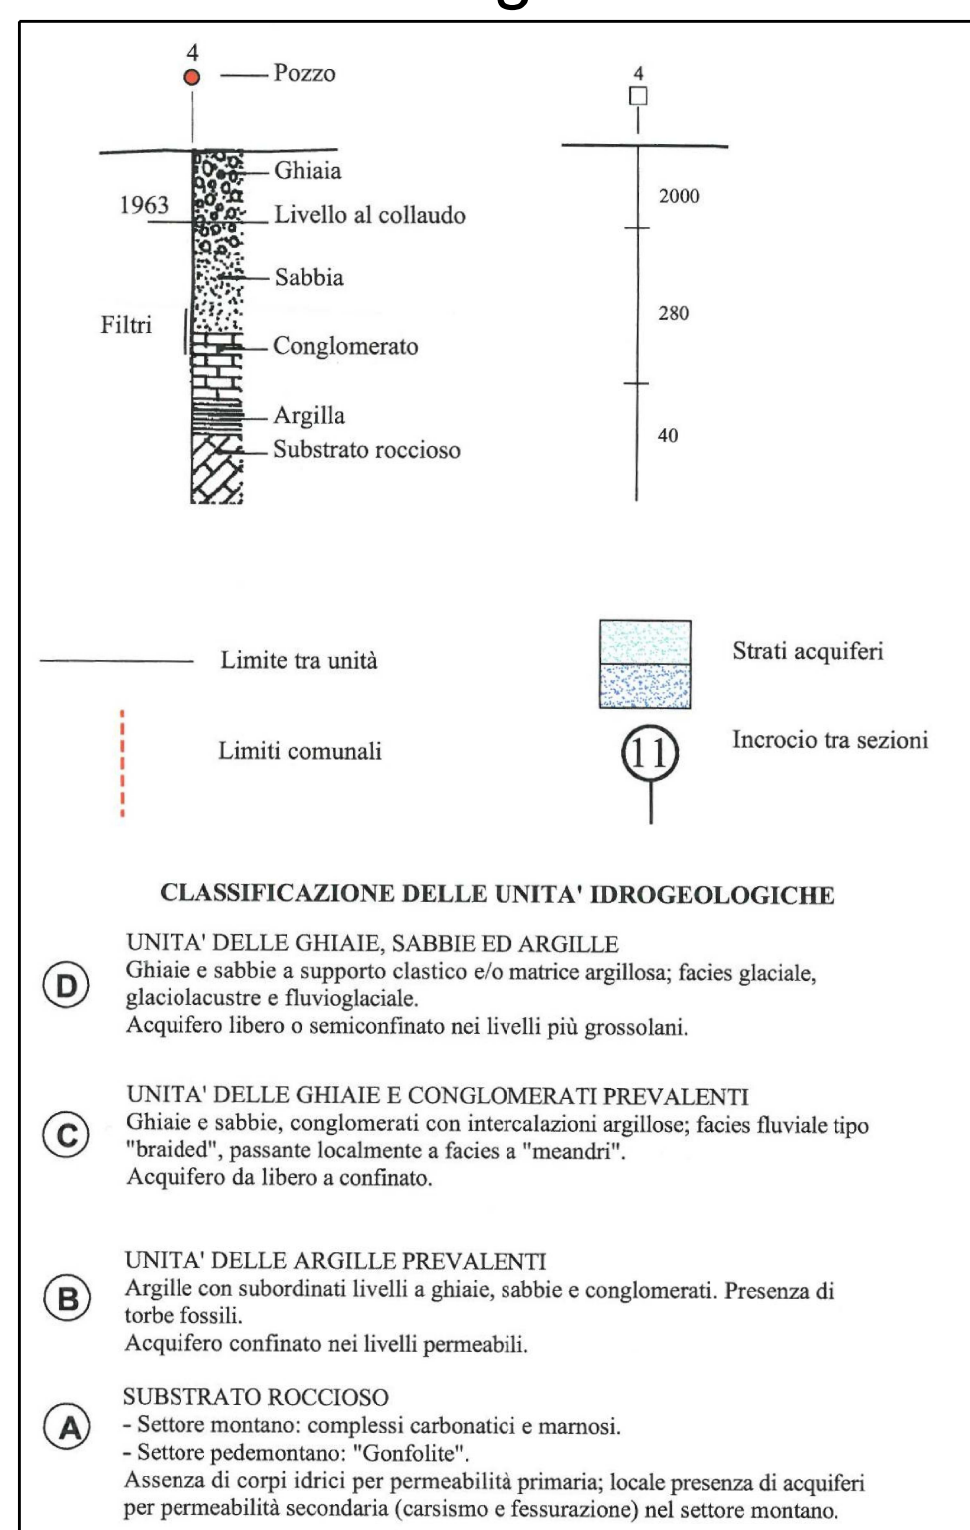 4
Pozzo
Ghiaia
1963
Livello al collaudo
Sabbia
Filtri
Conglomerato
Argilla
Substrato roccioso
4
2000
280
40
Limite tra unità
Strati acquiferi
Limiti comunali
11
Incrocio tra sezioni
CLASSIFICAZIONE DELLE UNITA' IDROGEOLOGICHE
D
UNITA' DELLE GHIAIE, SABBIE ED ARGILLE
Ghiaie e sabbie a supporto clastico e/o matrice argillosa; facies glaciale,
glaciolacustre e fluvioglaciale.
Acquifero libero o semiconfinato nei livelli più grossolani.
C
UNITA' DELLE GHIAIE E CONGLOMERATI PREVALENTI
Ghiaie e sabbie, conglomerati con intercalazioni argillose; facies fluviale tipo
"braided", passante localmente a facies a "meandri".
Acquifero da libero a confinato.
B
UNITA' DELLE ARGILLE PREVALENTI
Argille con subordinati livelli a ghiaie, sabbie e conglomerati. Presenza di
torbe fossili.
Acquifero confinato nei livelli permeabili.
A
SUBSTRATO ROCCIOSO
- Settore montano: complessi carbonatici e marnosi.
- Settore pedemontano: "Gonfolite".
Assenza di corpi idrici per permeabilità primaria; locale presenza di acquiferi
per permeabilità secondaria (carsismo e fessurazione) nel settore montano.